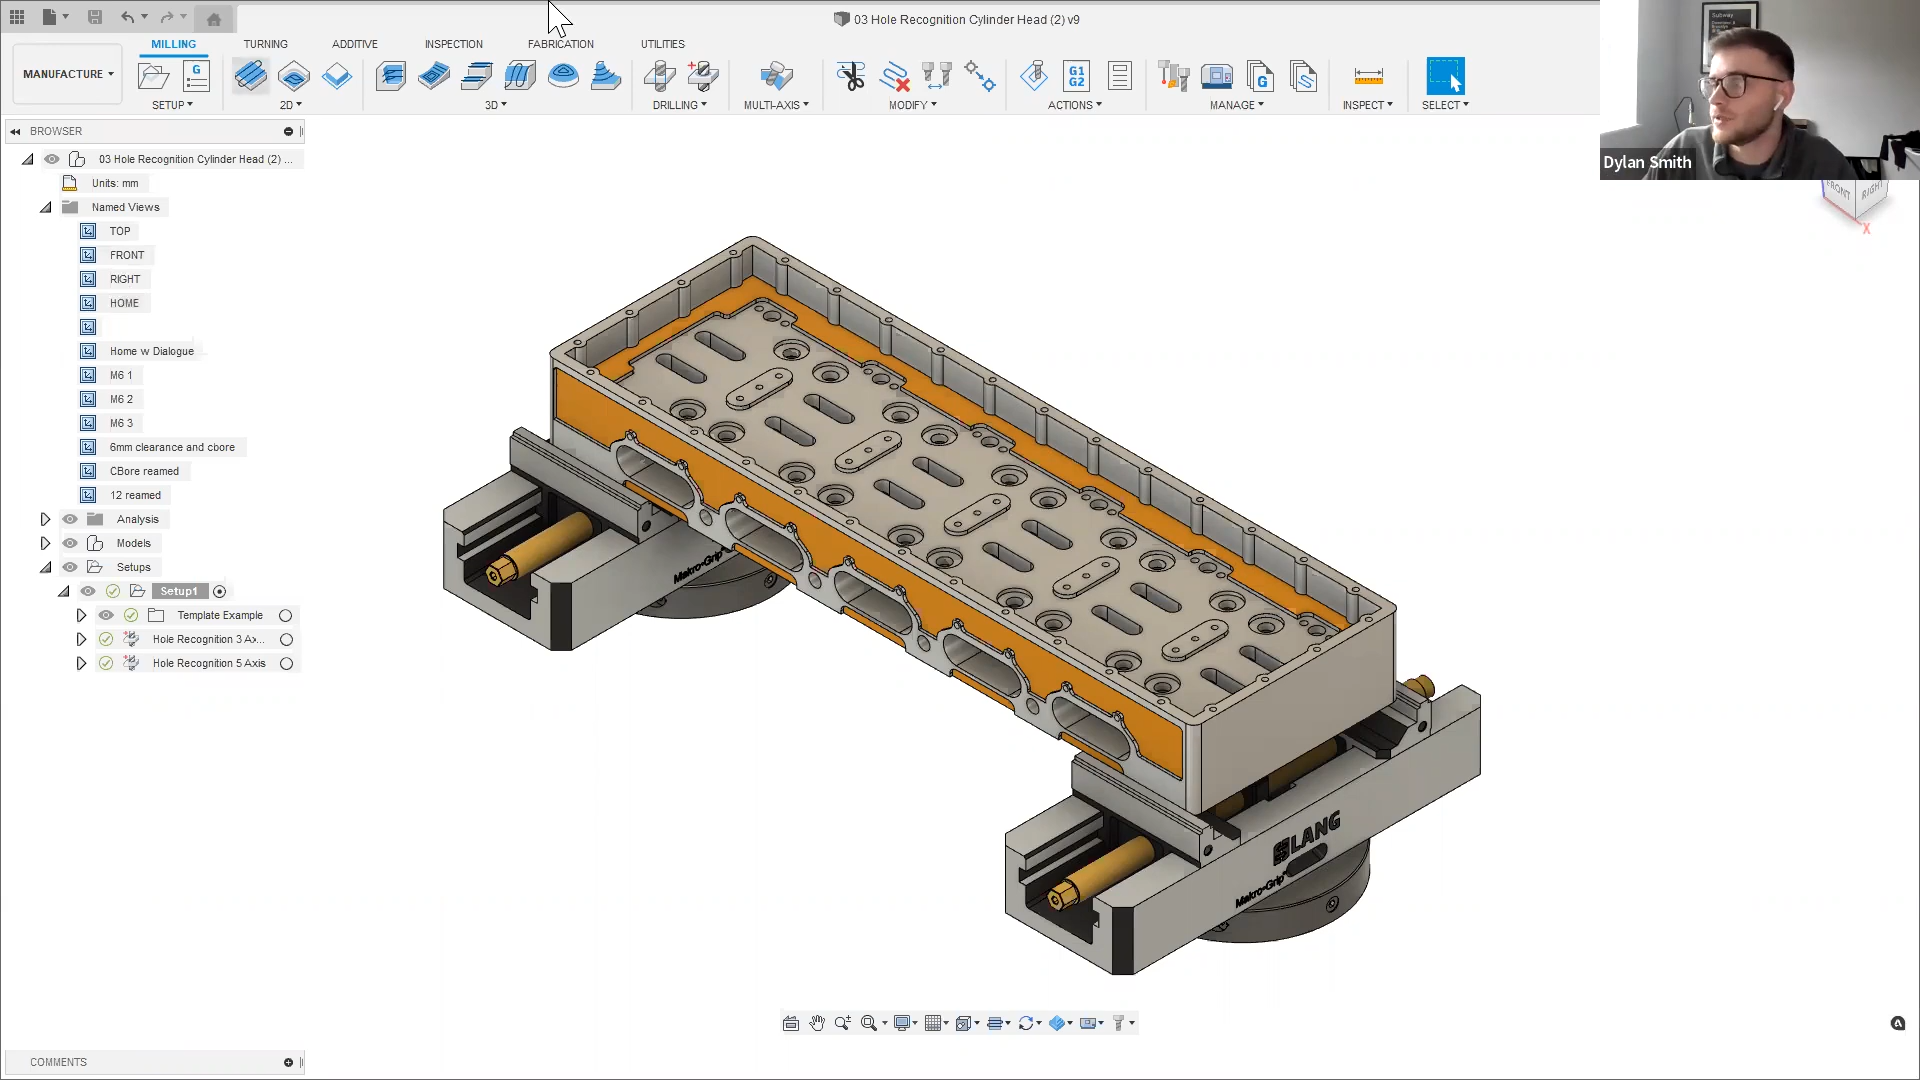 03 Hole Recognition Cylinder Head (2) v9
MILLING
TURNING
ADDITIVE
INSPECTION
FABRICATION
UTILITIES
MANUFACTURE
SETUP
2D
3D
DRILLING
MULTI-AXIS
MODIFY
G1
G2
ACTIONS
MANAGE
INSPECT
SELECT
BROWSER
03 Hole Recognition Cylinder Head (2) ...
Units: mm
Named Views
TOP
FRONT
RIGHT
HOME
Home w Dialogue
M6 1
M6 2
M6 3
6mm clearance and cbore
CBore reamed
12 reamed
Analysis
Models
Setups
Setup1
Template Example
Hole Recognition 3 Ax...
Hole Recognition 5 Axis
COMMENTS
Subway
Dylan Smith
FRONT
RIGHT
X
Makro-Grip
LANG
Makro-Grip